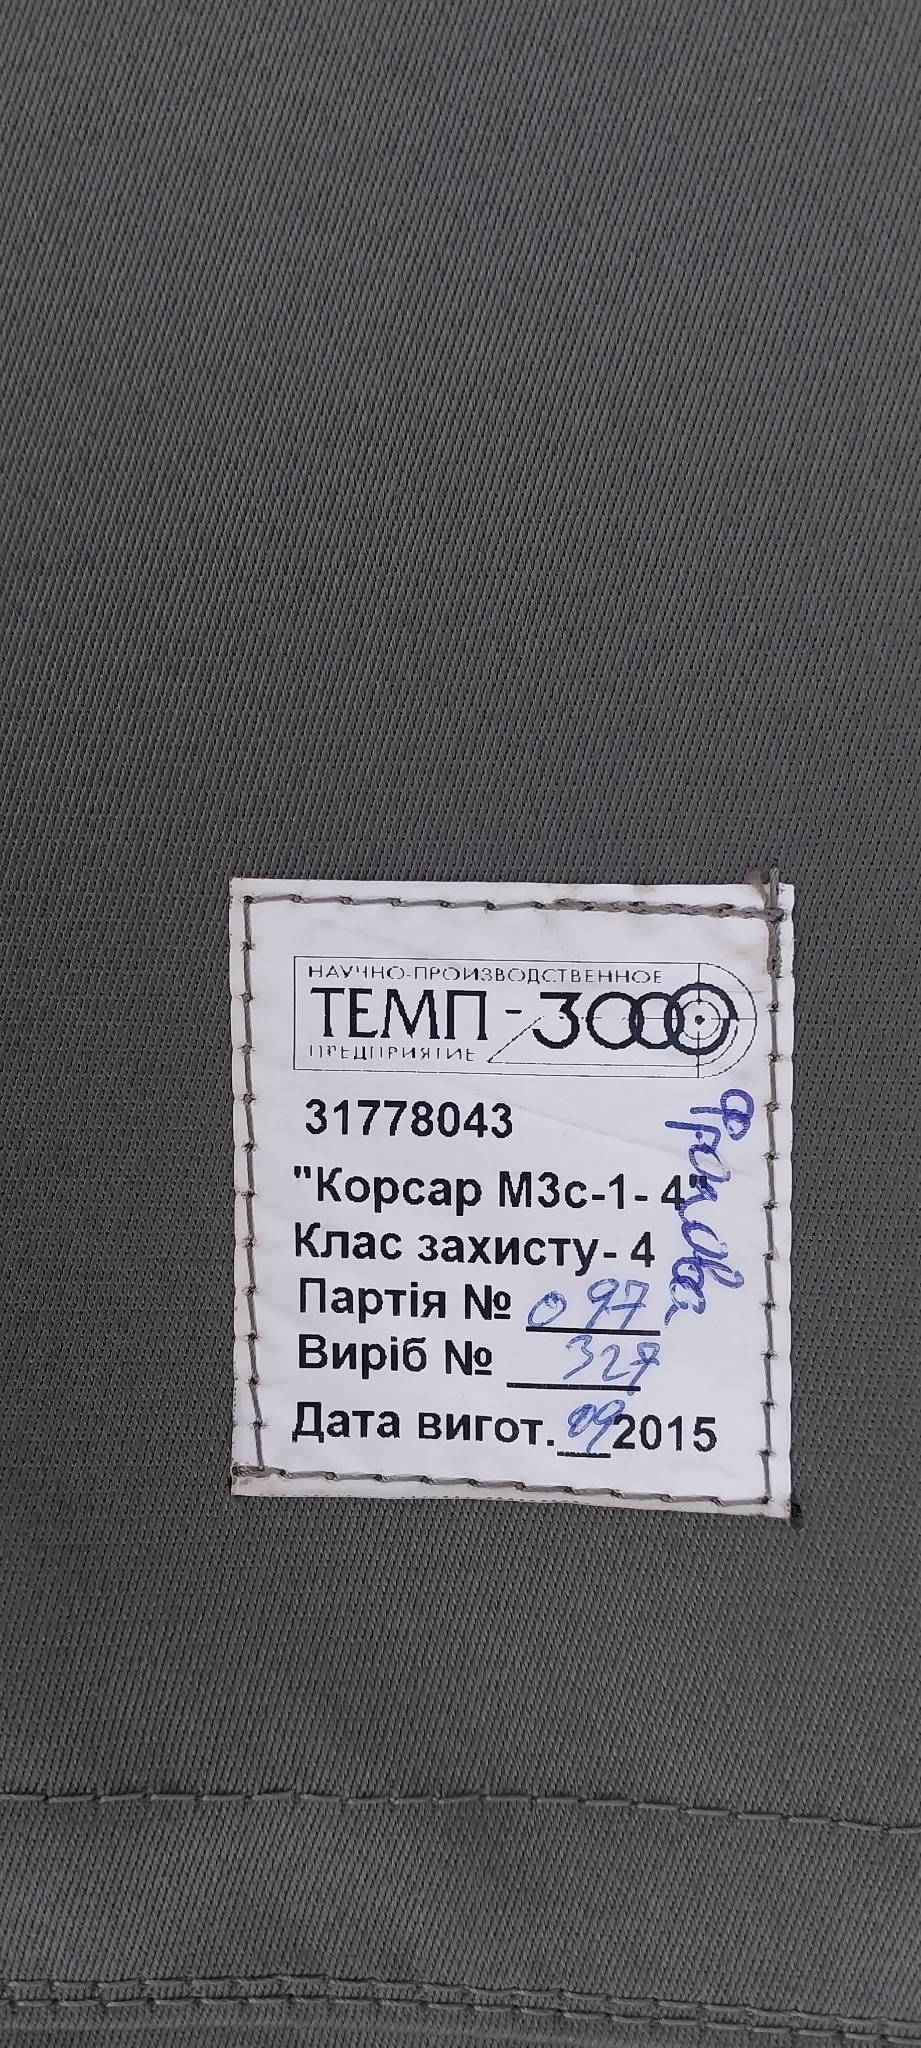 НАУЧНО-ПРОИЗВОДСТВЕННОЕ
ТЕМП-3000
ПРЕДПРИЯТИЕ
31778043
"Корсар М3с-1-4"
Клас захисту-4
Партія № 097
Виріб № 327
Дата вигот. 09 2015